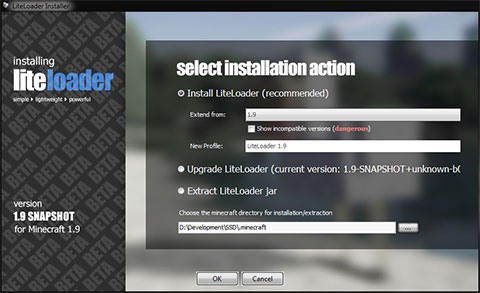 LiteLoader Installer
installing
liteloader
simple lightweight powerful
version
1.9 SNAPSHOT
for Minecraft 1.9
select installation action
Install LiteLoader (recommended)
Extend from:
1.9
Show incompatible versions (dangerous)
New Profile:
LiteLoader 1.9
Upgrade LiteLoader (current version: 1.9-SNAPSHOT+unknown-b(
Extract LiteLoader jar
Choose the minecraft directory for installation/extraction
D:\Development\SSD\.minecraft
...
OK
Cancel
BETA